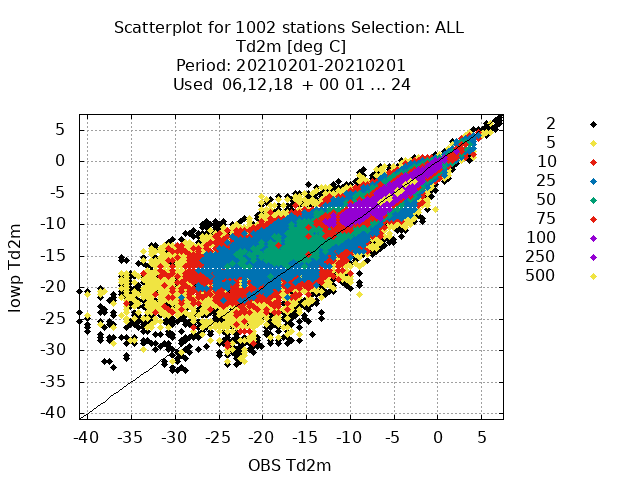 Scatterplot for 1002 stations Selection: ALL
Td2m [deg C]
Period: 20210201-20210201
Used 06,12,18 + 00 01 ... 24
5
0
-5
-10
-15
-20
-25
-30
-35
-40
Iowp Td2m
-40 -35 -30 -25 -20 -15 -10 -5 0 5
OBS Td2m
2
5
10
25
50
75
100
250
500